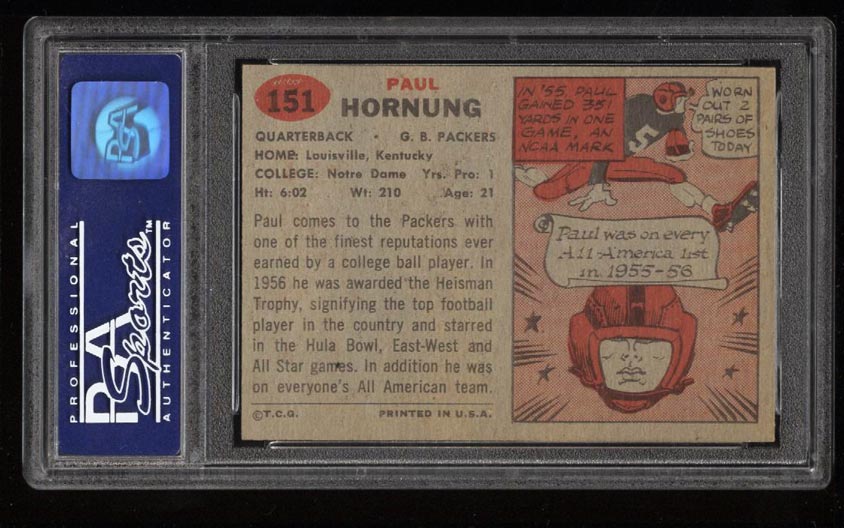 PSA
PROFESSIONAL
PSA Sports™
AUTHENTICATOR
151
PAUL
HORNUNG
QUARTERBACK • G. B. PACKERS
HOME: Louisville, Kentucky
COLLEGE: Notre Dame Yrs. Pro: 1
Ht: 6:02 Wt: 210 Age: 21
Paul comes to the Packers with
one of the finest reputations ever
earned by a college ball player. In
1956 he was awarded the Heisman
Trophy, signifying the top football
player in the country and starred
in the Hula Bowl, East-West and
All Star games. In addition he was
on everyone's All American team.
©T.C.G. PRINTED IN U.S.A.
IN '55 PAUL
GAINED 351
YARDS IN ONE
GAME, AN
NCAA MARK
WORN
OUT 2
PAIRS OF
SHOES
TODAY
5
Paul was on every
All-America list
in 1955-56